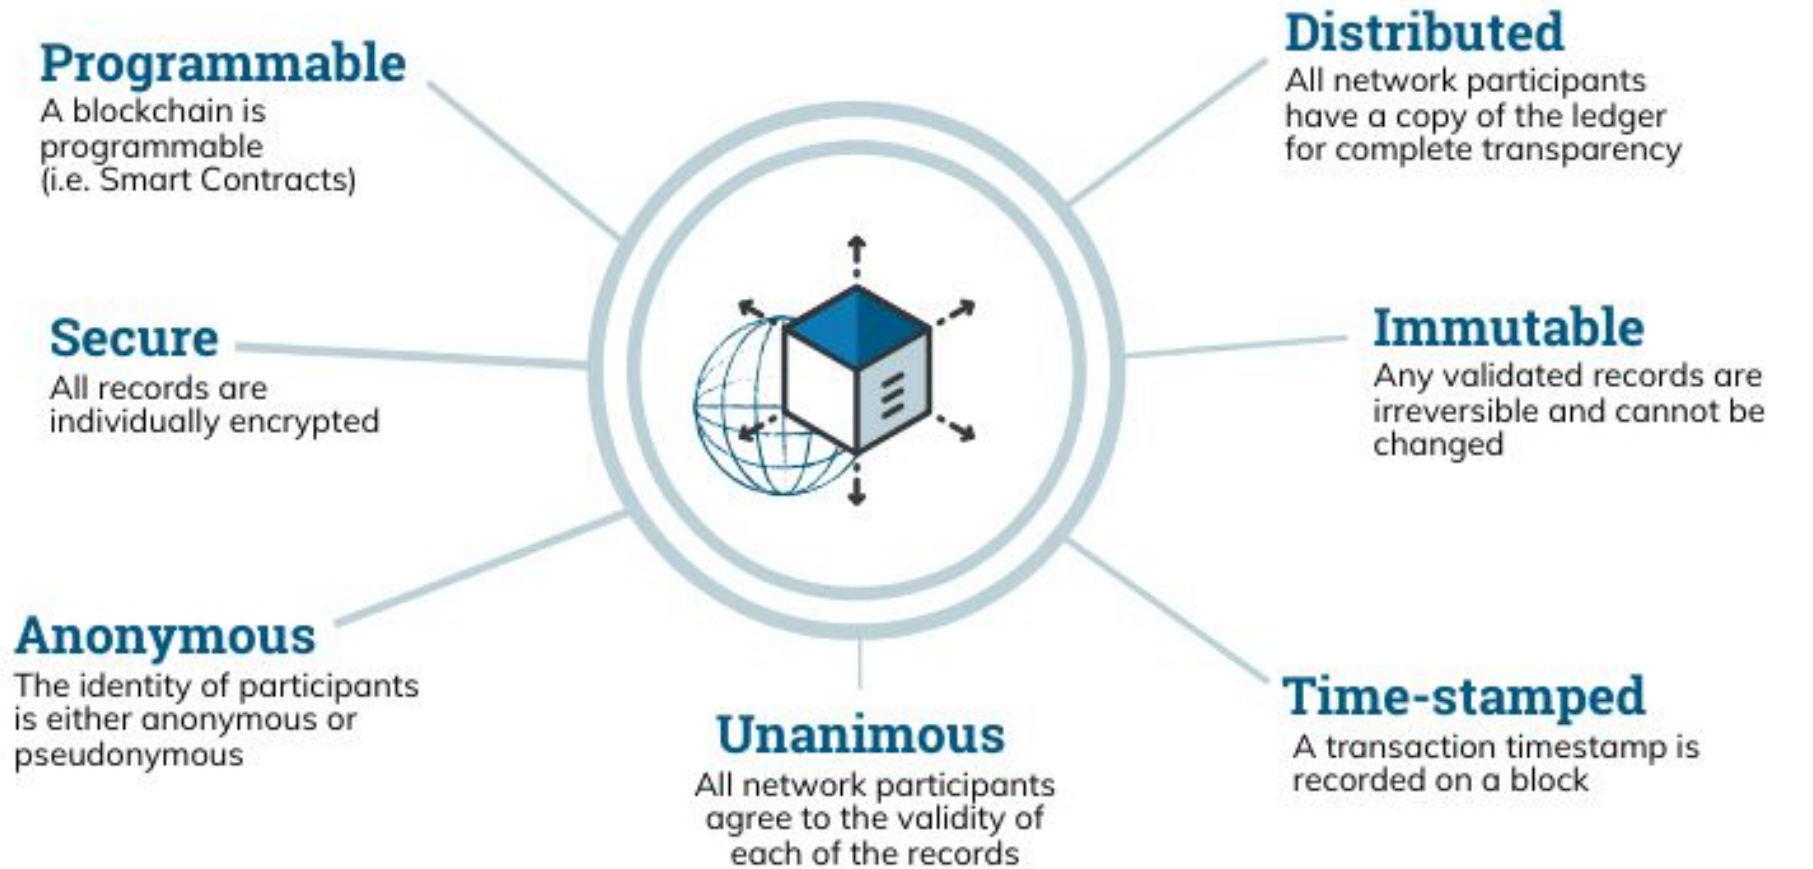 Programmable
A blockchain is
programmable
(i.e. Smart Contracts)
Secure
All records are
individually encrypted
Anonymous
The identity of participants
is either anonymous or
pseudonymous
Unanimous
All network participants
agree to the validity of
each of the records
Distributed
All network participants
have a copy of the ledger
for complete transparency
Immutable
Any validated records are
irreversible and cannot be
changed
Time-stamped
A transaction timestamp is
recorded on a block